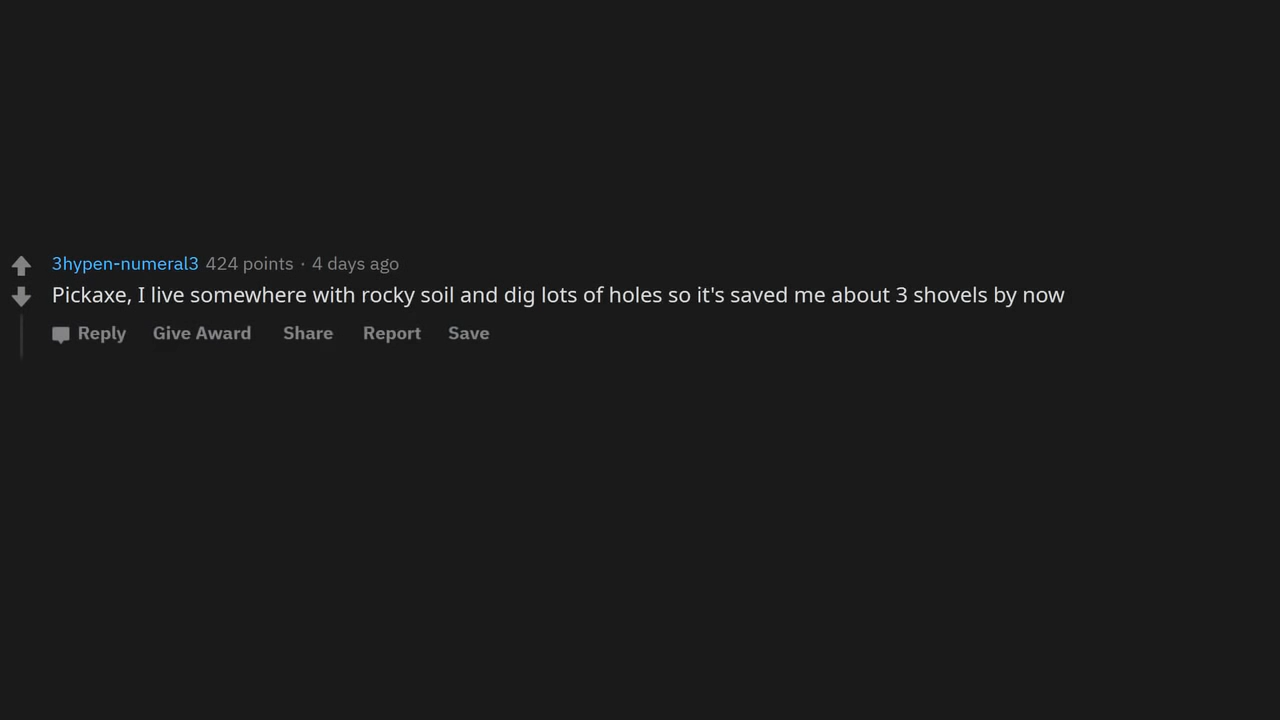 3hypen-numeral3 424 points · 4 days ago
Pickaxe, I live somewhere with rocky soil and dig lots of holes so it's saved me about 3 shovels by now
Reply Give Award Share Report Save